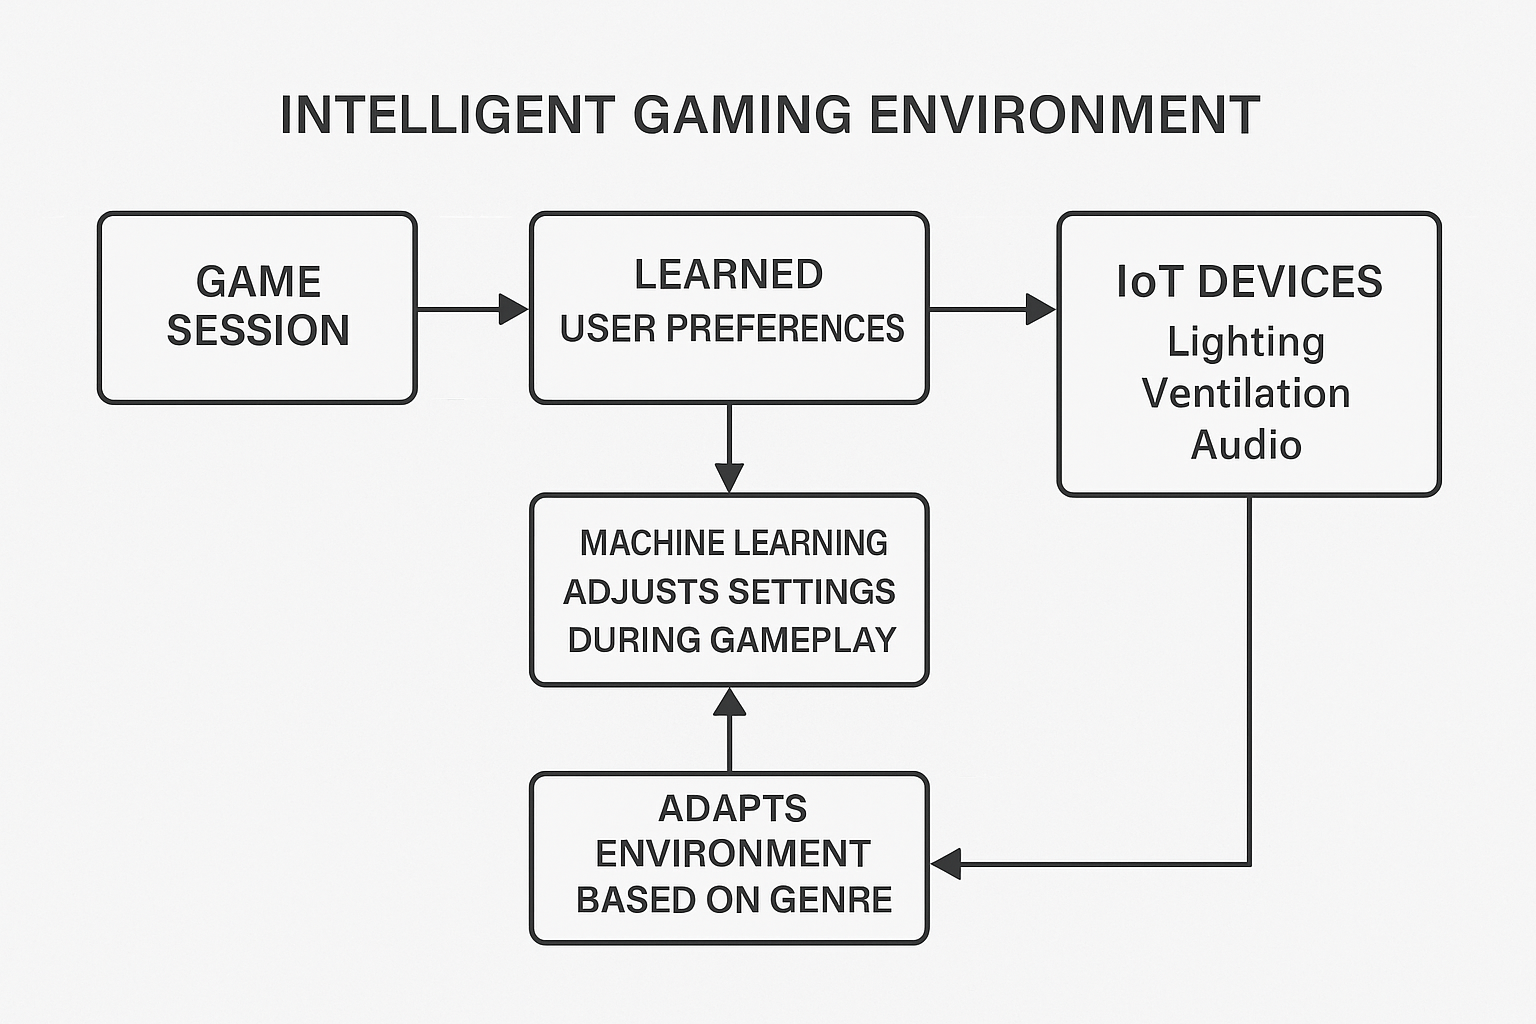 INTELLIGENT GAMING ENVIRONMENT
GAME
SESSION
LEARNED
USER PREFERENCES
IoT DEVICES
Lighting
Ventilation
Audio
MACHINE LEARNING
ADJUSTS SETTINGS
DURING GAMEPLAY
ADAPTS
ENVIRONMENT
BASED ON GENRE